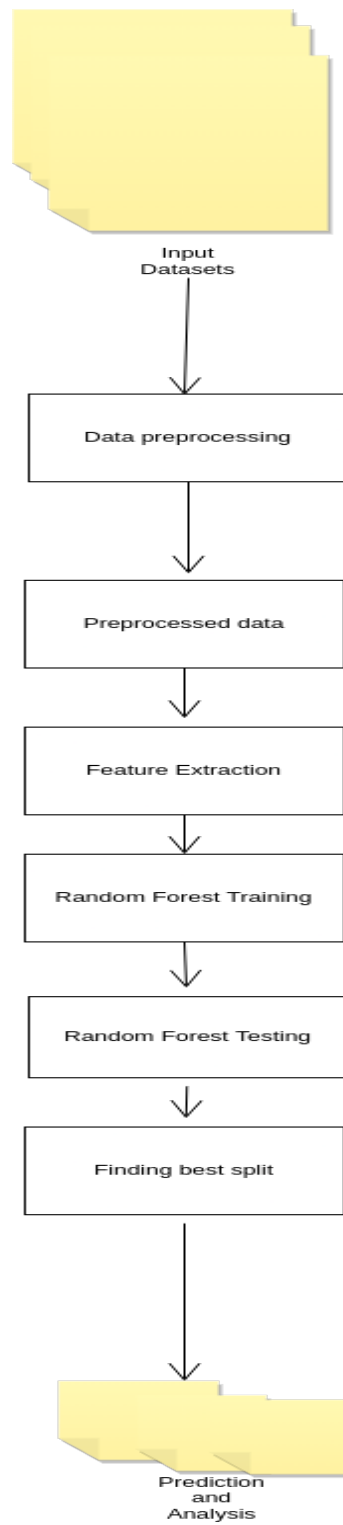 Input
Datasets
Data preprocessing
Preprocessed data
Feature Extraction
Random Forest Training
Random Forest Testing
Finding best split
Prediction
and
Analysis